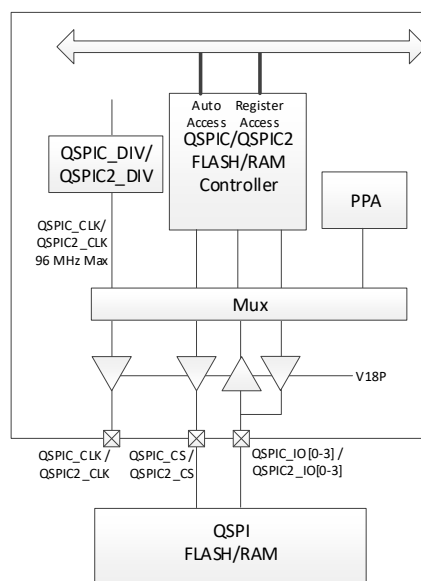 Auto Register
Access Access
QSPIC/QSPIC2
FLASH/RAM
Controller
QSPIC_DIV/
QSPIC2_DIV
PPA
QSPIC_CLK/
QSPIC2_CLK
96 MHz Max
Mux
V18P
QSPIC_CLK /
QSPIC2_CLK
QSPIC_CS /
QSPIC2_CS
QSPIC_IO [0-3] /
QSPIC2_IO[0-3]
QSPI
FLASH/RAM